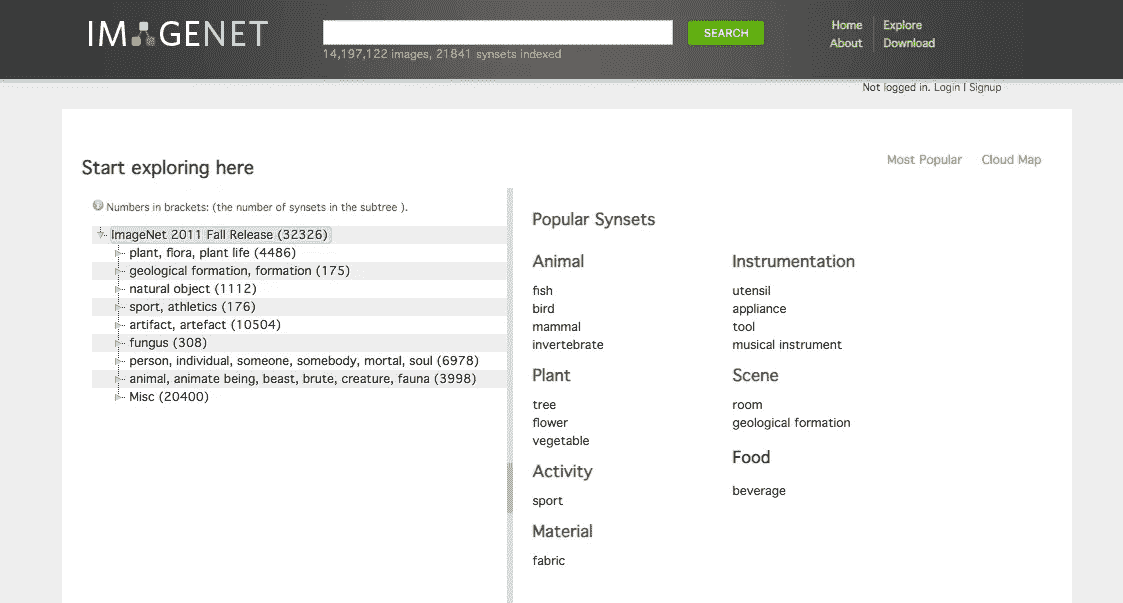 IMAGENET
SEARCH
14,197,122 images, 21841 synsets indexed
Home
Explore
About
Download
Not logged in. Login | Signup
Start exploring here
Most Popular
Cloud Map
Numbers in brackets: (the number of synsets in the subtree ).
ImageNet 2011 Fall Release (32326)
plant, flora, plant life (4486)
geological formation, formation (175)
natural object (1112)
sport, athletics (176)
artifact, artefact (10504)
fungus (308)
person, individual, someone, somebody, mortal, soul (6978)
animal, animate being, beast, brute, creature, fauna (3998)
Misc (20400)
Popular Synsets
Animal
fish
bird
mammal
invertebrate
Plant
tree
flower
vegetable
Activity
sport
Material
fabric
Instrumentation
utensil
appliance
tool
musical instrument
Scene
room
geological formation
Food
beverage